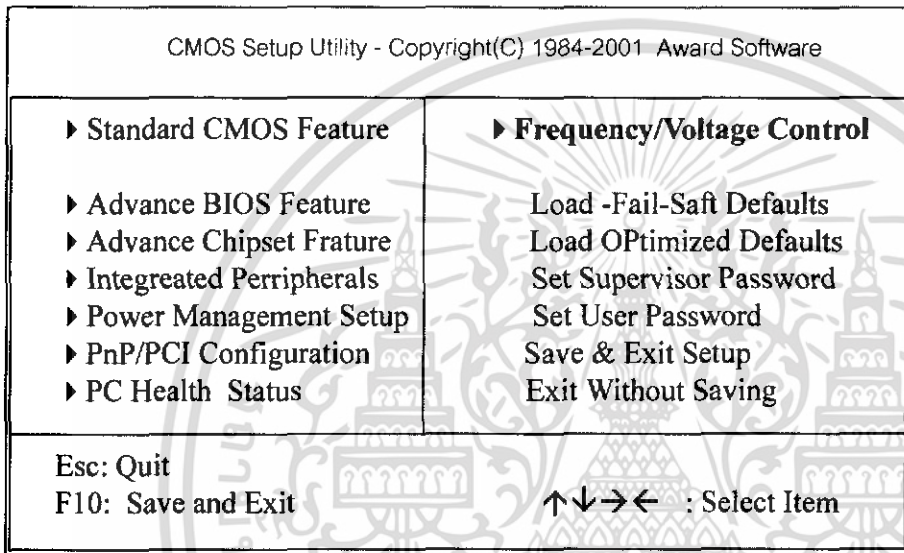 CMOS Setup Utility - Copyright(C) 1984-2001 Award Software
▶ Standard CMOS Feature
▶ Advance BIOS Feature
▶ Advance Chipset Frature
▶ Integreated Perripherals
▶ Power Management Setup
▶ PnP/PCI Configuration
▶ PC Health Status
▶ Frequency/Voltage Control
Load -Fail-Saft Defaults
Load OPtimized Defaults
Set Supervisor Password
Set User Password
Save & Exit Setup
Exit Without Saving
Esc: Quit
F10: Save and Exit
↑↓→← : Select Item